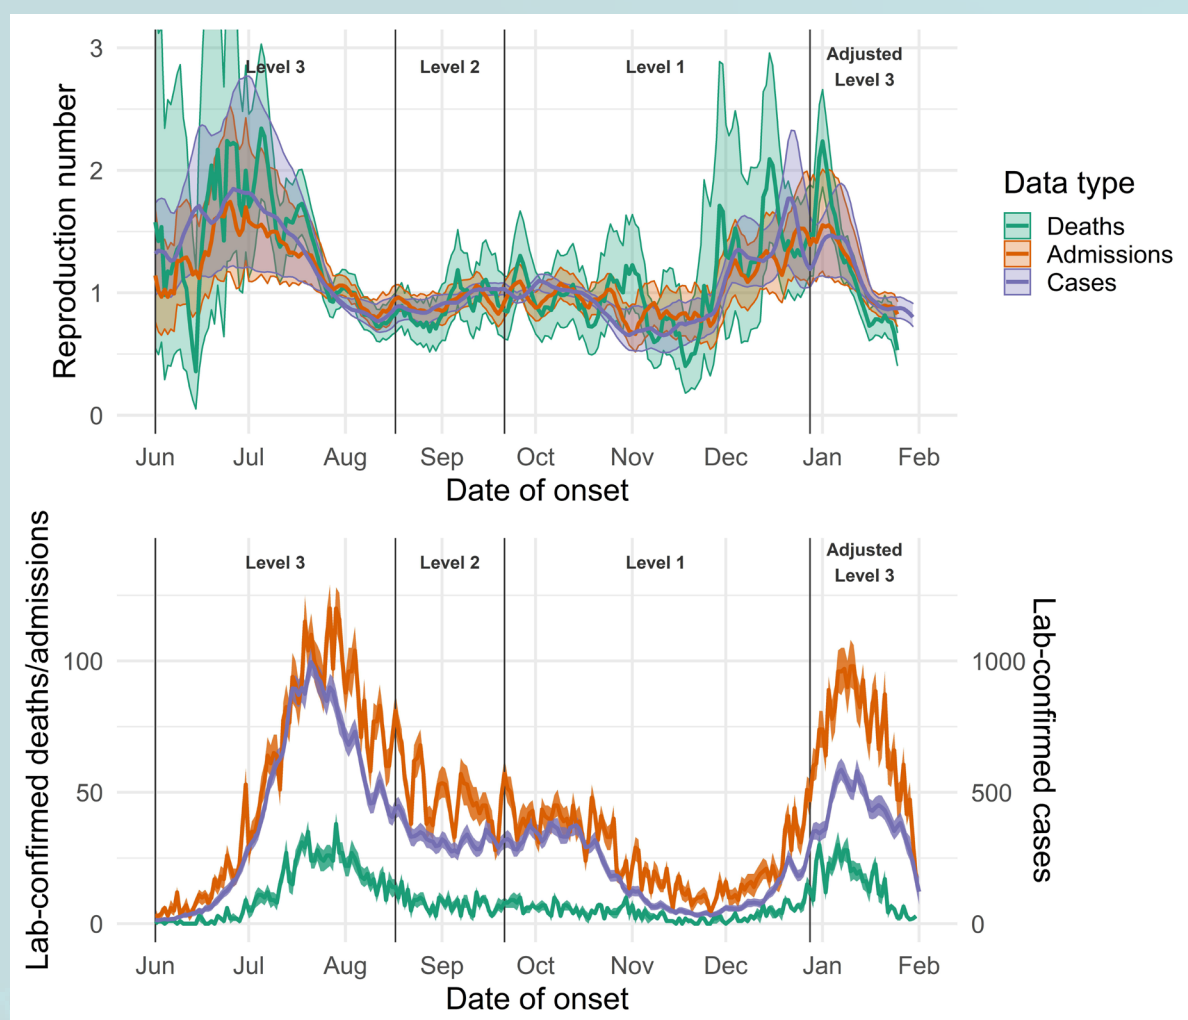 3
2
1
0
Reproduction number
Level 3
Level 2
Level 1
Adjusted
Level 3
Jun
Jul
Aug
Sep
Oct
Nov
Dec
Jan
Feb
Date of onset
Data type
Deaths
Admissions
Cases
Lab-confirmed deaths/admissions
100
50
0
Level 3
Level 2
Level 1
Adjusted
Level 3
1000
500
0
Lab-confirmed cases
Jun
Jul
Aug
Sep
Oct
Nov
Dec
Jan
Feb
Date of onset